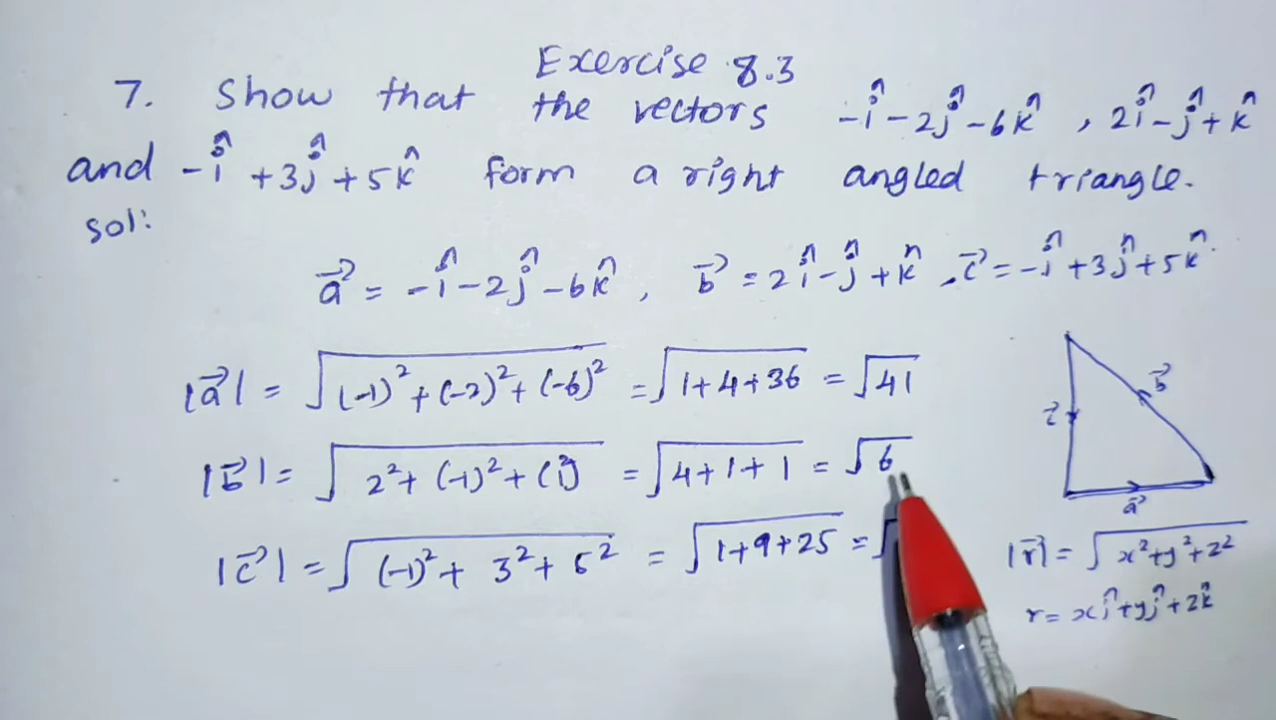 Exercise 8.3
7. Show that the vectors -î - 2ĵ - 6k̂ , 2î - ĵ + k̂
and -î + 3ĵ + 5k̂ form a right angled triangle.
sol:
a⃗ = -î - 2ĵ - 6k̂ , b⃗ = 2î - ĵ + k̂ , c⃗ = -î + 3ĵ + 5k̂.
|a⃗| = √((-1)² + (-2)² + (-6)²) = √(1+4+36) = √41
|b⃗| = √(2² + (-1)² + (1²)) = √(4+1+1) = √6
|c⃗| = √((-1)² + 3² + 5²) = √(1+9+25) = √
c⃗
b⃗
a⃗
|r⃗| = √(x²+y²+z²)
r = xî + yĵ + zk̂